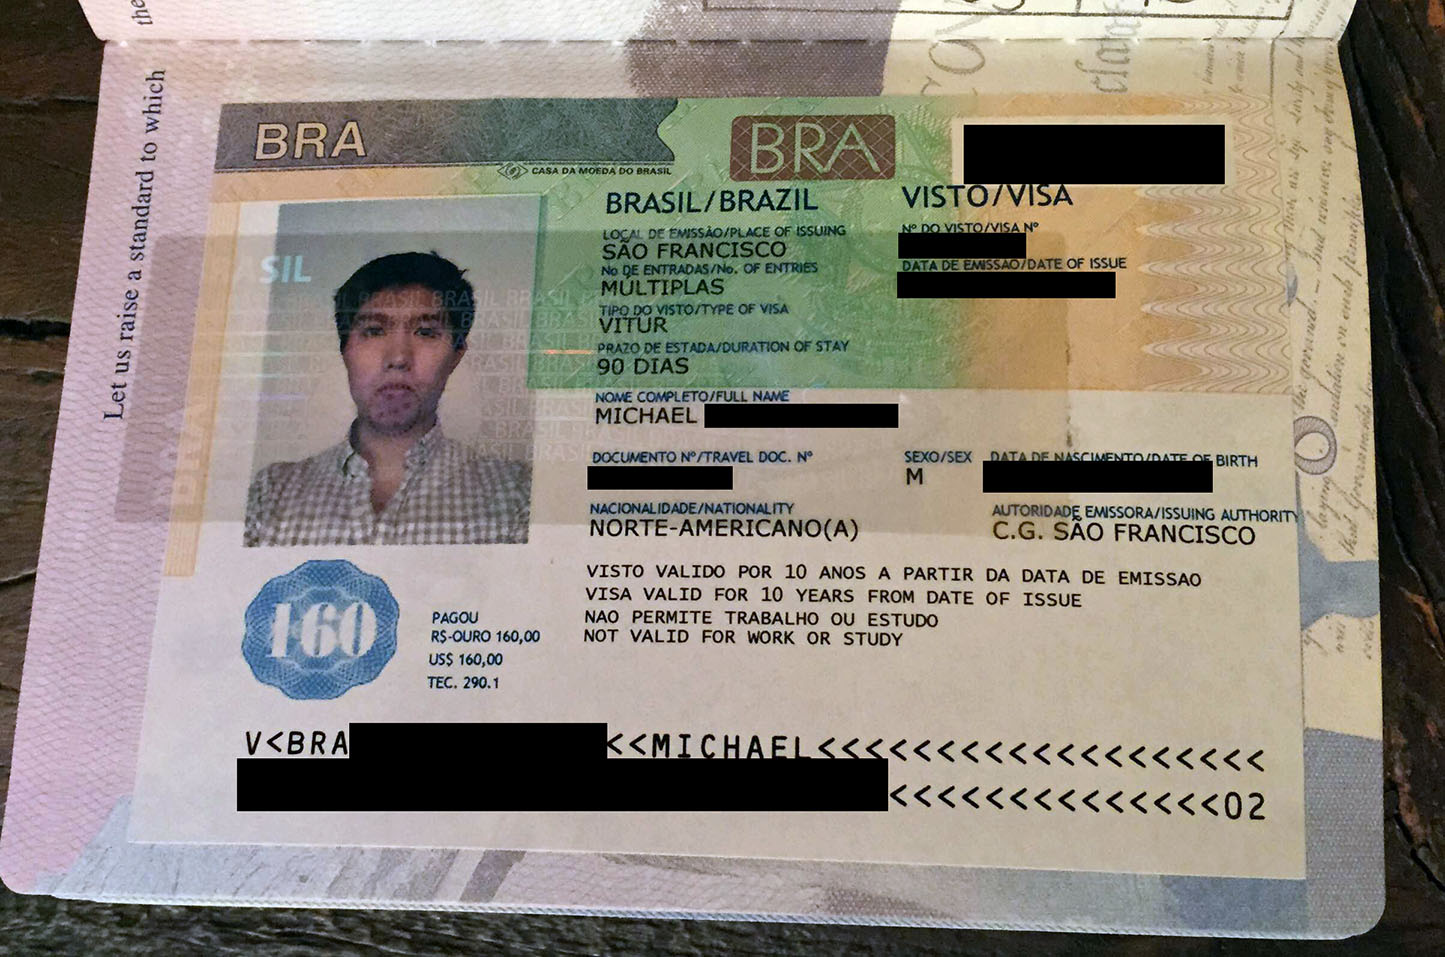 the
Let us raise a standard to which
BRA
CASA DA MOEDA DO BRASIL
BRA
BRASIL/BRAZIL
VISTO/VISA
LOCAL DE EMISSÃO/PLACE OF ISSUING
SÃO FRANCISCO
Nº DO VISTO/VISA Nº
No DE ENTRADAS/No. OF ENTRIES
MÚLTIPLAS
DATA DE EMISSÃO/DATE OF ISSUE
TIPO DO VISTO/TYPE OF VISA
VITUR
PRAZO DE ESTADA/DURATION OF STAY
90 DIAS
SIL
BRASIL BRASIL BRASIL
NOME COMPLETO/FULL NAME
MICHAEL
DOCUMENTO Nº/TRAVEL DOC. Nº
SEXO/SEX
M
DATA DE NASCIMENTO/DATE OF BIRTH
NACIONALIDADE/NATIONALITY
NORTE-AMERICANO(A)
AUTORIDADE EMISSORA/ISSUING AUTHORITY
C.G. SÃO FRANCISCO
VISTO VALIDO POR 10 ANOS A PARTIR DA DATA DE EMISSAO
VISA VALID FOR 10 YEARS FROM DATE OF ISSUE
NAO PERMITE TRABALHO OU ESTUDO
NOT VALID FOR WORK OR STUDY
160
PAGOU
R$-OURO 160,00
US$ 160,00
TEC. 290.1
V<BRA
<<MICHAEL<<<<<<<<<<<<<<<<<<<
<<<<<<<<<<<<<<02